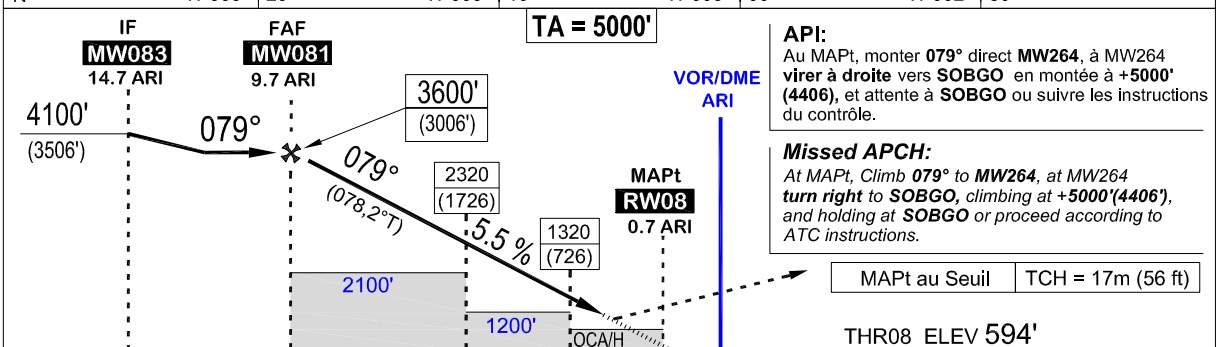 TA = 5000'
IF
MW083
14.7 ARI
FAF
MW081
9.7 ARI
4100'
(3506')
079°
3600'
(3006')
079°
(078,2°T)
2320
(1726)
5.5 %
1320
(726)
MAPt
RW08
0.7 ARI
VOR/DME
ARI
2100'
1200'
OCA/H
API:
Au MAPt, monter 079° direct MW264, à MW264
virer à droite vers SOBGO en montée à +5000'
(4406), et attente à SOBGO ou suivre les instructions
du contrôle.
Missed APCH:
At MAPt, Climb 079° to MW264, at MW264
turn right to SOBGO, climbing at +5000'(4406'),
and holding at SOBGO or proceed according to
ATC instructions.
MAPt au Seuil
TCH = 17m (56 ft)
THR08 ELEV 594'